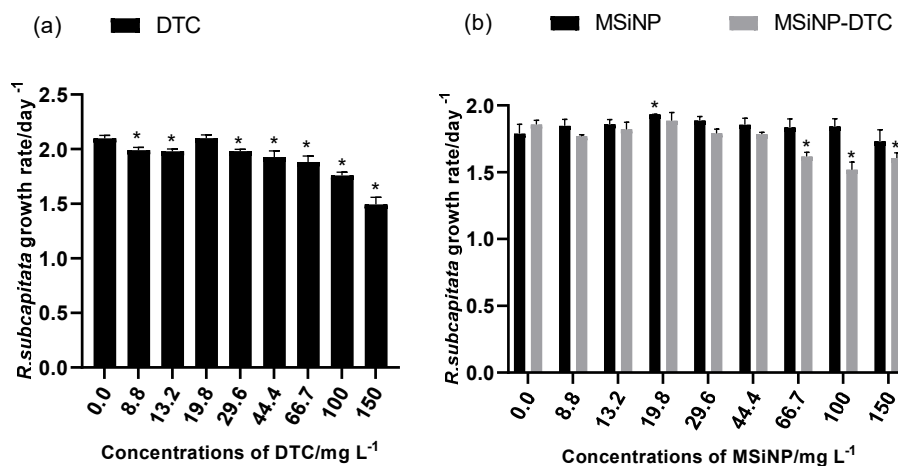 (a)
DTC
R.subcapitata growth rate/day -1
2.5
2.0
1.5
1.0
0.5
0.0
* * * * * * *
0.0 8.8 13.2 19.8 29.6 44.4 66.7 100 150
Concentrations of DTC/mg L-1
(b)
MSiNP MSiNP-DTC
R.subcapitata growth rate/day -1
2.0
1.5
1.0
0.5
0.0
* * * *
0.0 8.8 13.2 19.8 29.6 44.4 66.7 100 150
Concentrations of MSiNP/mg L-1